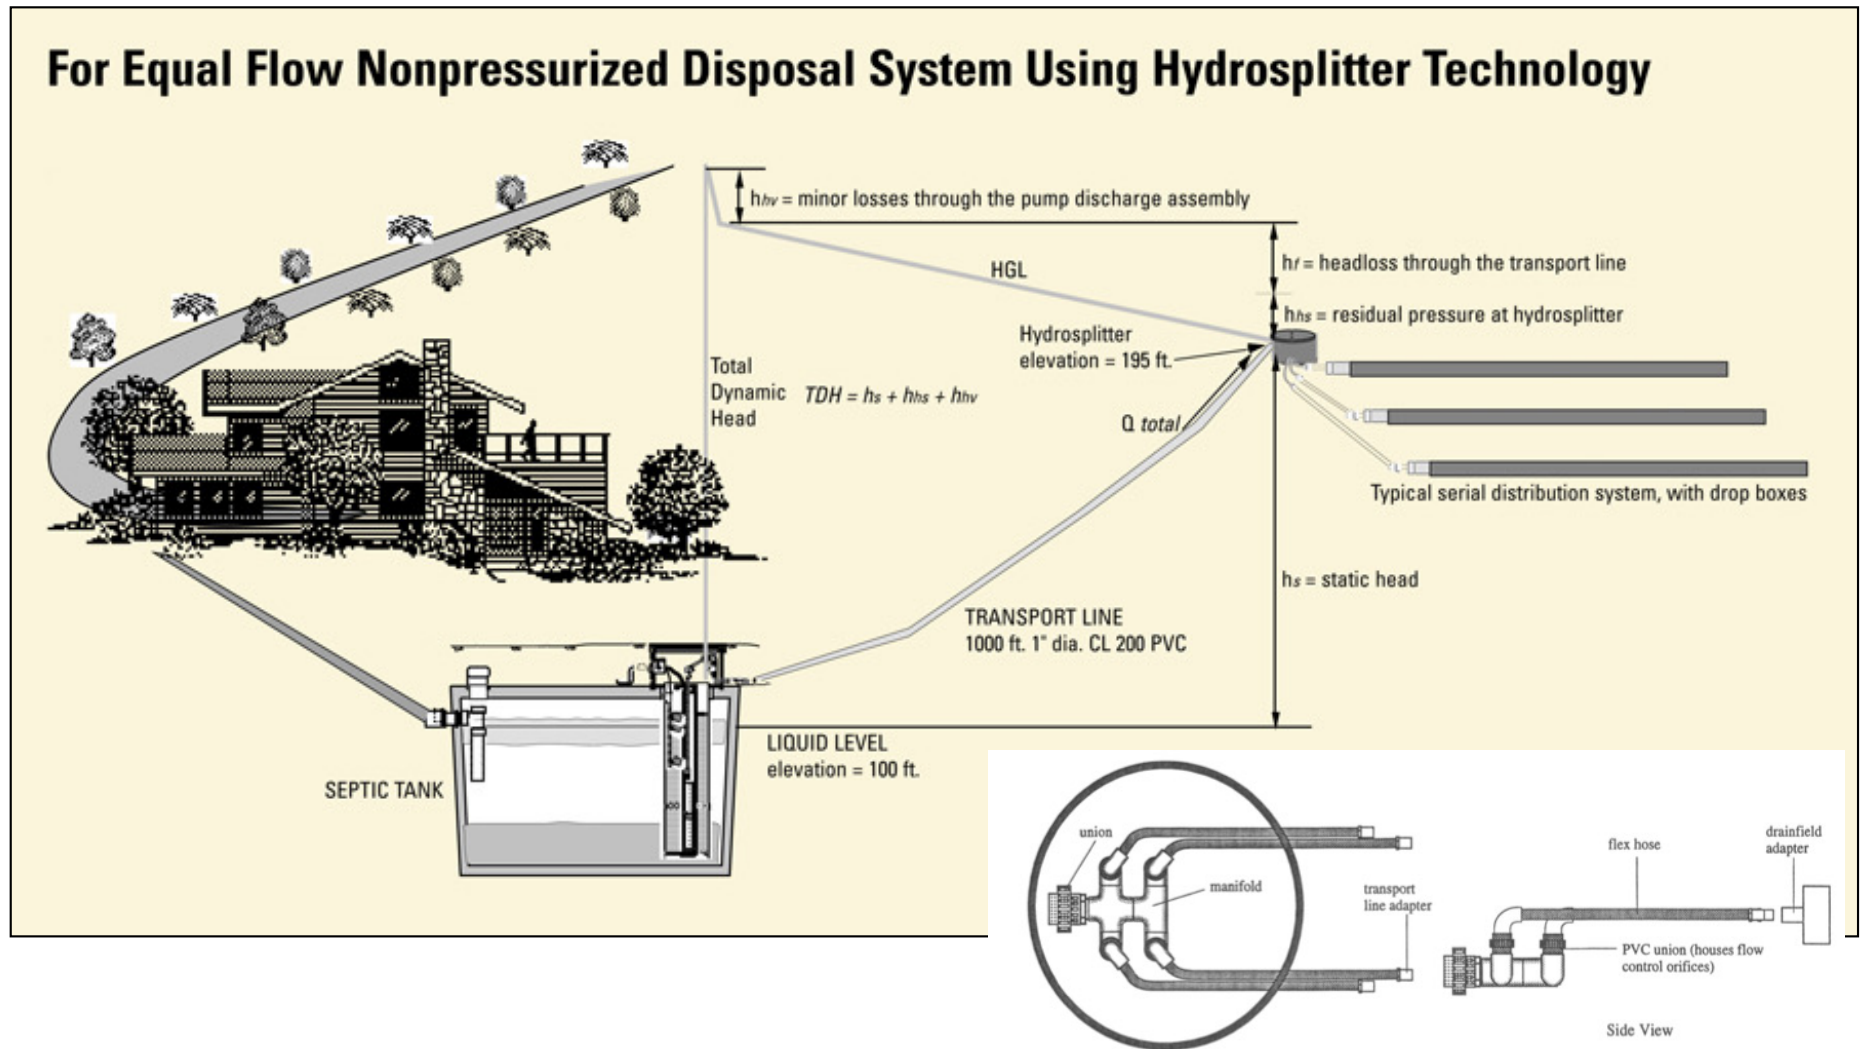 For Equal Flow Nonpressurized Disposal System Using Hydrosplitter Technology
hhv = minor losses through the pump discharge assembly
hf = headloss through the transport line
HGL
hhs = residual pressure at hydrosplitter
Hydrosplitter
elevation = 195 ft.
Total
Dynamic
Head
TDH = hs + hhs + hhv
Q total
Typical serial distribution system, with drop boxes
hs = static head
TRANSPORT LINE
1000 ft. 1" dia. CL 200 PVC
LIQUID LEVEL
elevation = 100 ft.
SEPTIC TANK
union
manifold
transport
line adapter
flex hose
drainfield
adapter
PVC union (houses flow
control orifices)
Side View